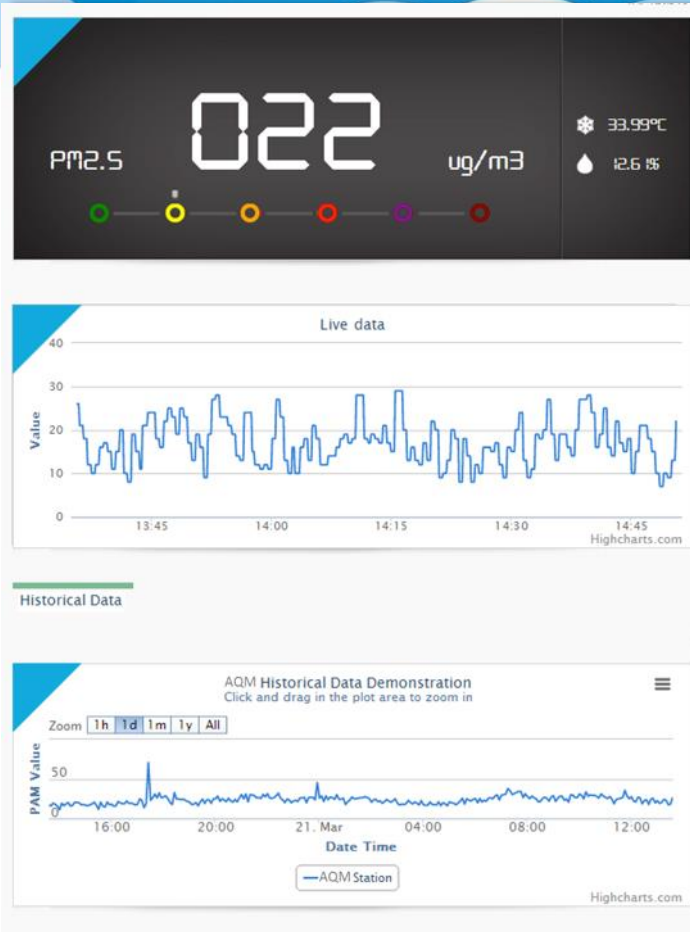 022
PM2.5
ug/m3
33.99°C
12.61%
Live data
Value
40
30
20
10
0
13:45
14:00
14:15
14:30
14:45
Highcharts.com
Historical Data
AQM Historical Data Demonstration
Click and drag in the plot area to zoom in
Zoom 1h 1d 1m 1y All
PAM Value
50
0
16:00
20:00
21. Mar
04:00
08:00
12:00
Date Time
AQM Station
Highcharts.com